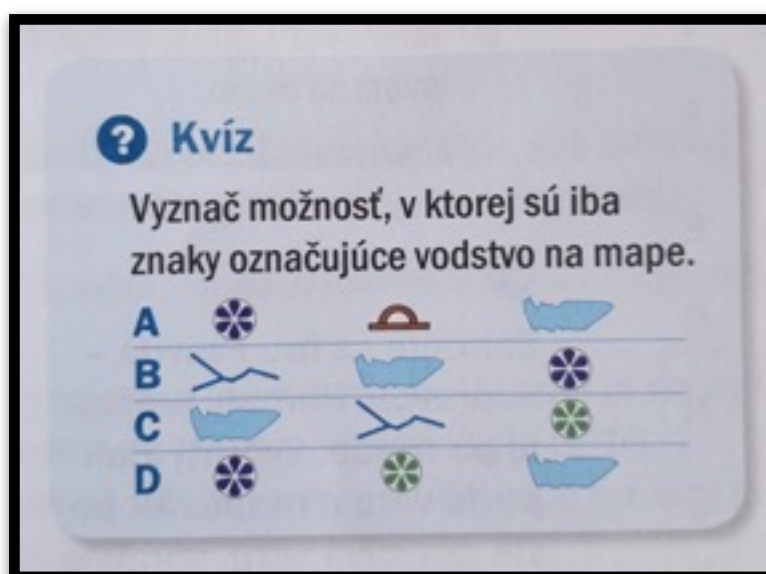 ? Kvíz
Vyznač možnosť, v ktorej sú iba
znaky označujúce vodstvo na mape.
A
B
C
D